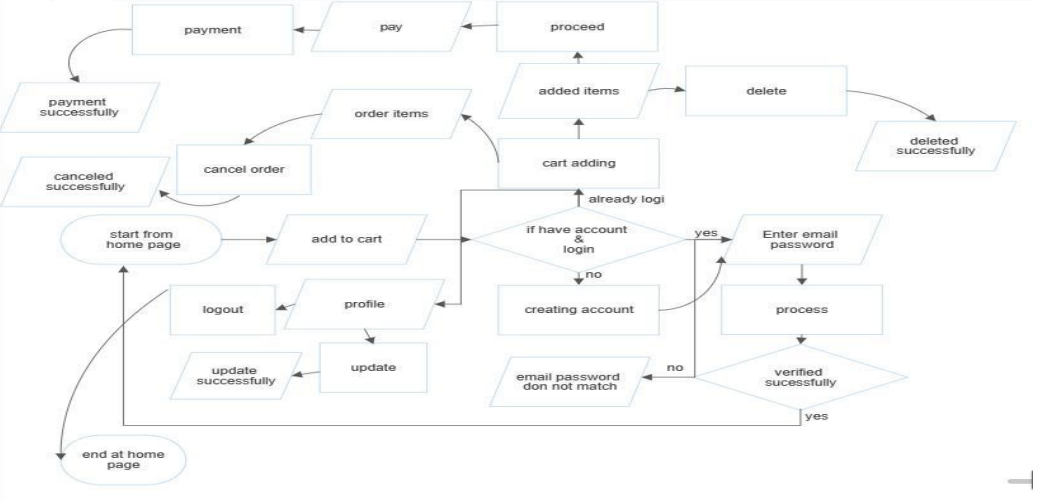 payment
pay
proceed
payment
successfully
order items
added items
delete
deleted
successfully
canceled
successfully
cancel order
cart adding
already logi
start from
home page
add to cart
if have account
&
login
yes
Enter email
password
no
logout
profile
creating account
process
update
successfully
update
email password
don not match
no
verified
sucessfully
yes
end at home
page